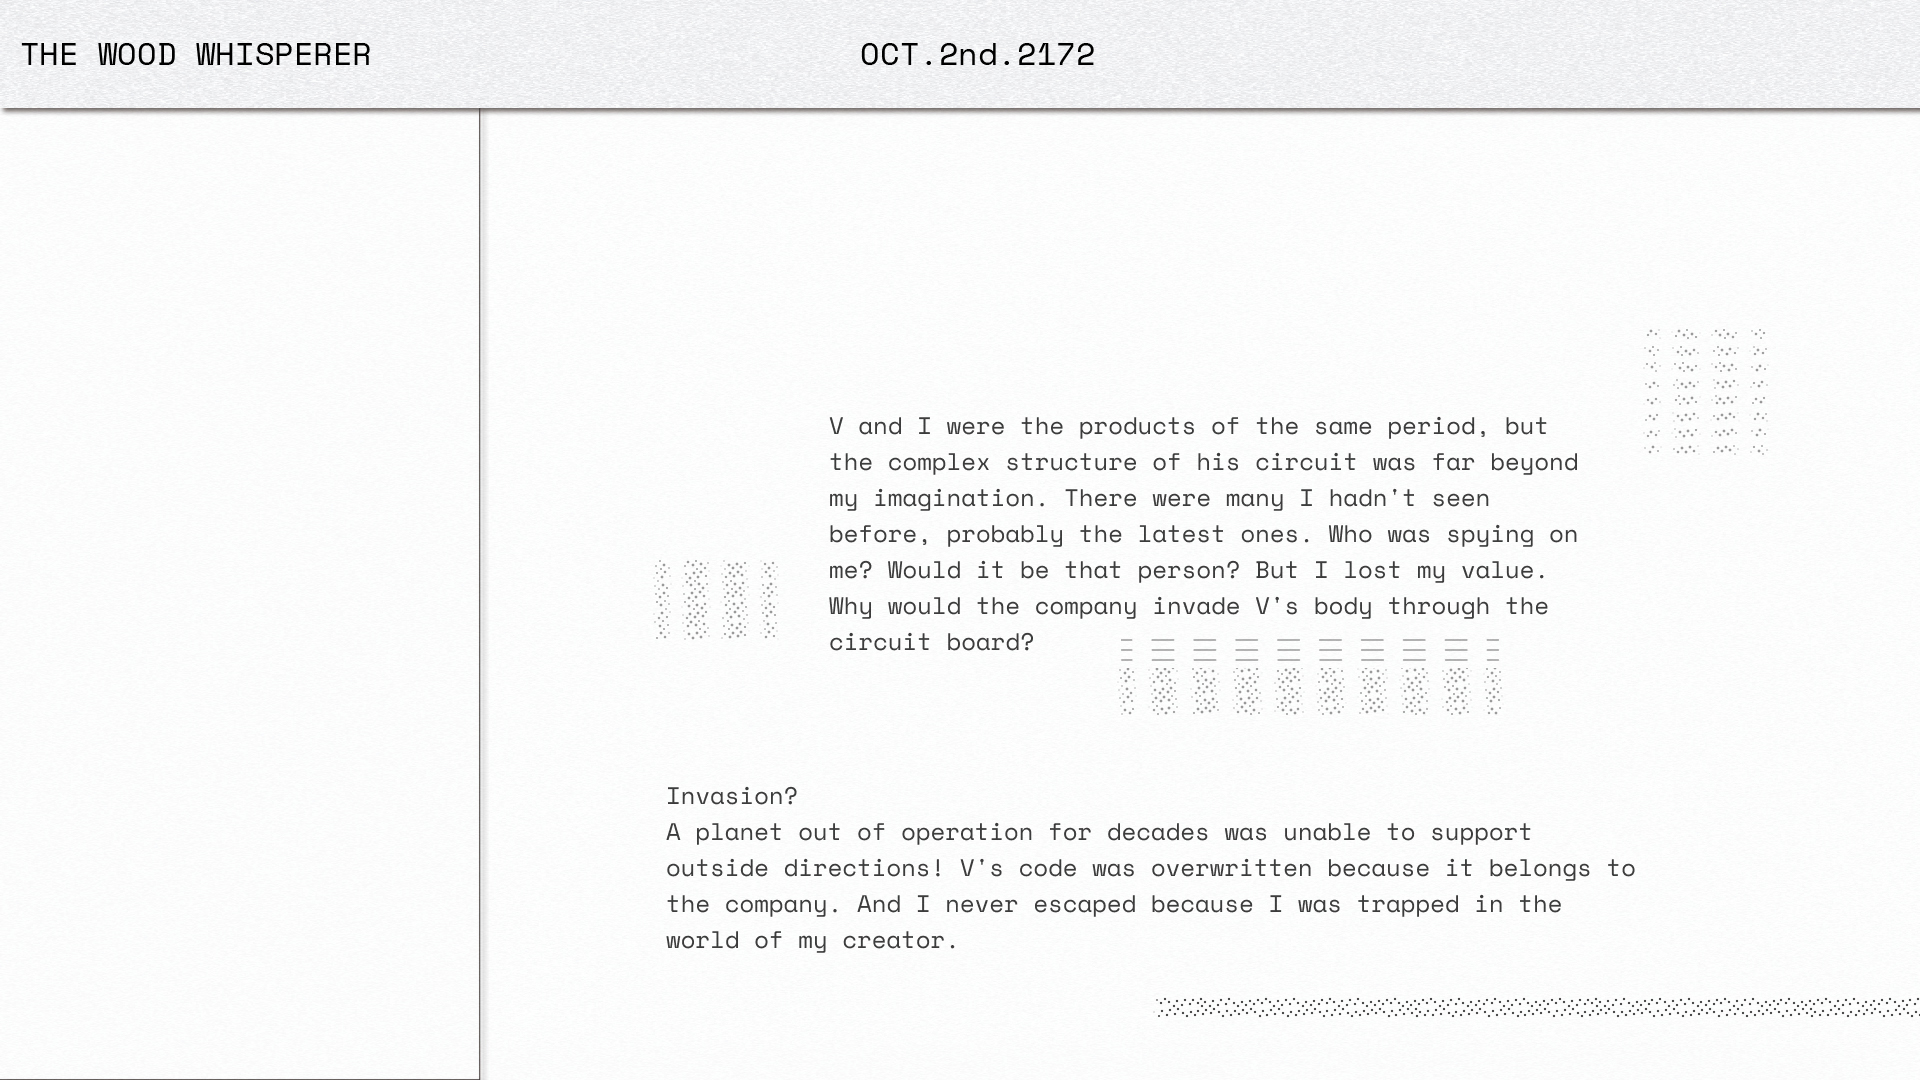 THE WOOD WHISPERER
OCT.2nd.2172
V and I were the products of the same period, but
the complex structure of his circuit was far beyond
my imagination. There were many I hadn't seen
before, probably the latest ones. Who was spying on
me? Would it be that person? But I lost my value.
Why would the company invade V's body through the
circuit board?
Invasion?
A planet out of operation for decades was unable to support
outside directions! V's code was overwritten because it belongs to
the company. And I never escaped because I was trapped in the
world of my creator.